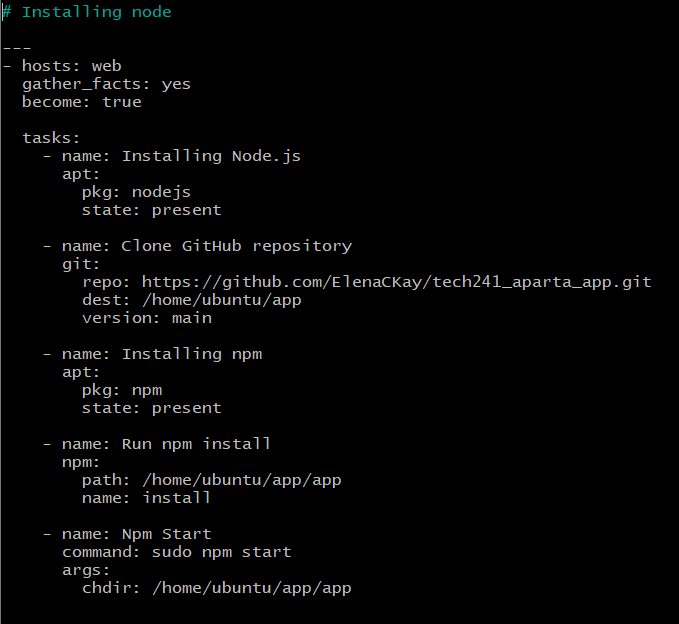 # Installing node
---
- hosts: web
  gather_facts: yes
  become: true
  tasks:
    - name: Installing Node.js
      apt:
        pkg: nodejs
        state: present
    - name: Clone GitHub repository
      git:
        repo: https://github.com/ElenaCKay/tech241_aparta_app.git
        dest: /home/ubuntu/app
        version: main
    - name: Installing npm
      apt:
        pkg: npm
        state: present
    - name: Run npm install
      npm:
        path: /home/ubuntu/app/app
        name: install
    - name: Npm Start
      command: sudo npm start
      args:
        chdir: /home/ubuntu/app/app